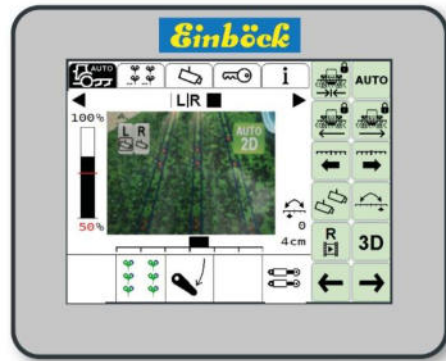 Einböck
AUTO
i
AUTO
L|R
100%
L R
AUTO
2D
50%
0
4cm
R
3D